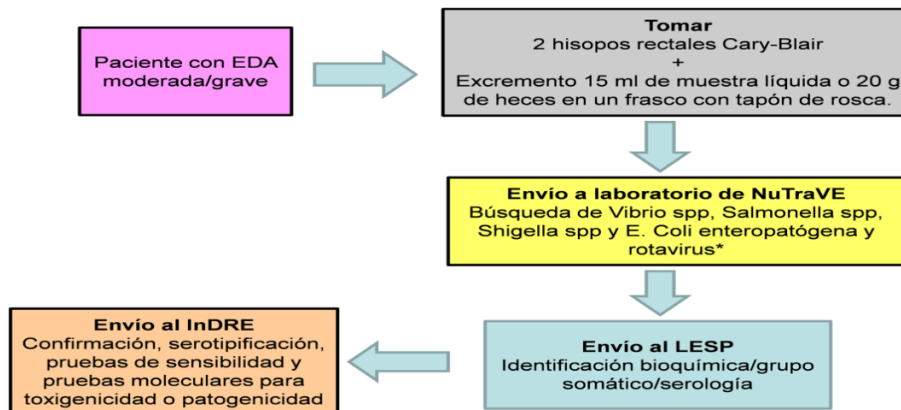 Paciente con EDA
moderada/grave
Tomar
2 hisopos rectales Cary-Blair
+
Excremento 15 ml de muestra líquida o 20 g
de heces en un frasco con tapón de rosca.
Envío a laboratorio de NuTraVE
Búsqueda de Vibrio spp, Salmonella spp,
Shigella spp y E. Coli enteropatógena y
rotavirus*
Envío al LESP
Identificación bioquímica/grupo
somático/serología
Envío al InDRE
Confirmación, serotipificación,
pruebas de sensibilidad y
pruebas moleculares para
toxigenicidad o patogenicidad